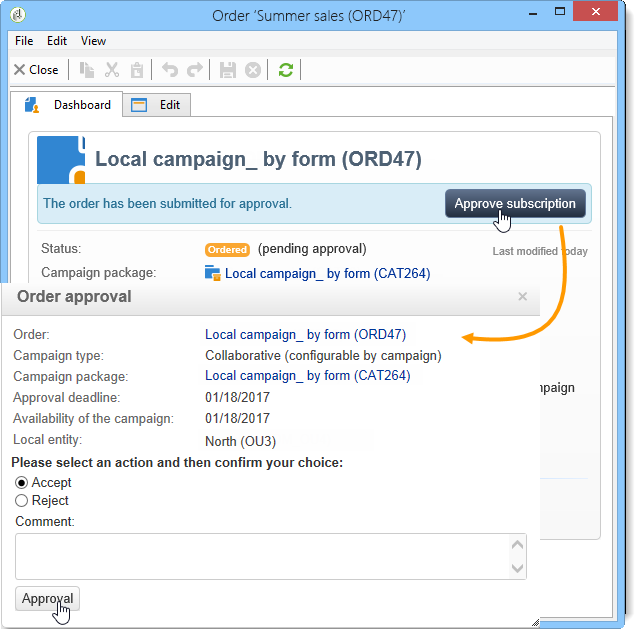 Order ‘Summer sales (ORD47)’
File Edit View
Close
Dashboard Edit
Local campaign_ by form (ORD47)
The order has been submitted for approval. Approve subscription
Status: Ordered (pending approval) Last modified today
Campaign package: Local campaign_ by form (CAT264)
Order approval
Order: Local campaign_ by form (ORD47)
Campaign type: Collaborative (configurable by campaign)
Campaign package: Local campaign_ by form (CAT264)
Approval deadline: 01/18/2017
Availability of the campaign: 01/18/2017
Local entity: North (OU3)
Please select an action and then confirm your choice:
Accept
Reject
Comment:
Approval